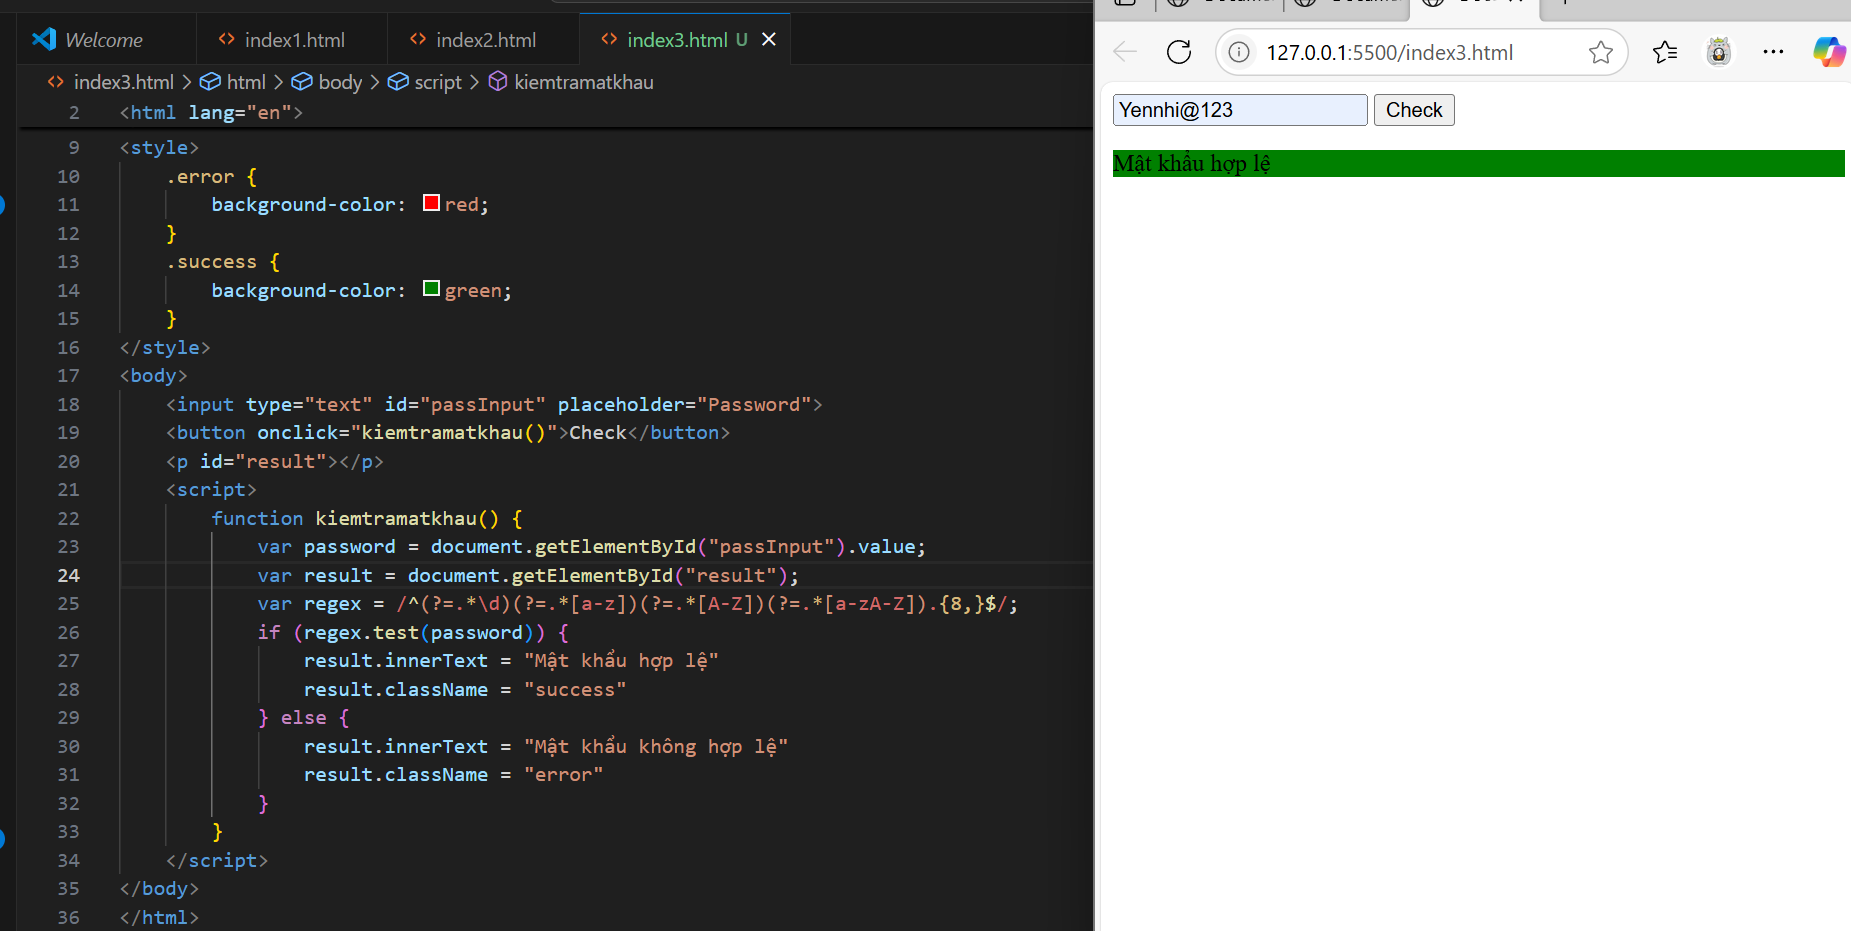 Welcome
index1.html
index2.html
index3.html U
index3.html > html > body > script > kiemtramatkhau
2 <html lang="en">
9 <style>
10 .error {
11 background-color: red;
12 }
13 .success {
14 background-color: green;
15 }
16 </style>
17 <body>
18 <input type="text" id="passInput" placeholder="Password">
19 <button onclick="kiemtramatkhau()">Check</button>
20 <p id="result"></p>
21 <script>
22 function kiemtramatkhau() {
23 var password = document.getElementById("passInput").value;
24 var result = document.getElementById("result");
25 var regex = /^(?=.*\d)(?=.*[a-z])(?=.*[A-Z])(?=.*[a-zA-Z]).{8,}$/;
26 if (regex.test(password)) {
27 result.innerText = "Mật khẩu hợp lệ"
28 result.className = "success"
29 } else {
30 result.innerText = "Mật khẩu không hợp lệ"
31 result.className = "error"
32 }
33 }
34 </script>
35 </body>
36 </html>
127.0.0.1:5500/index3.html
Yennhi@123
Check
Mật khẩu hợp lệ